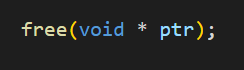 free(void * ptr);